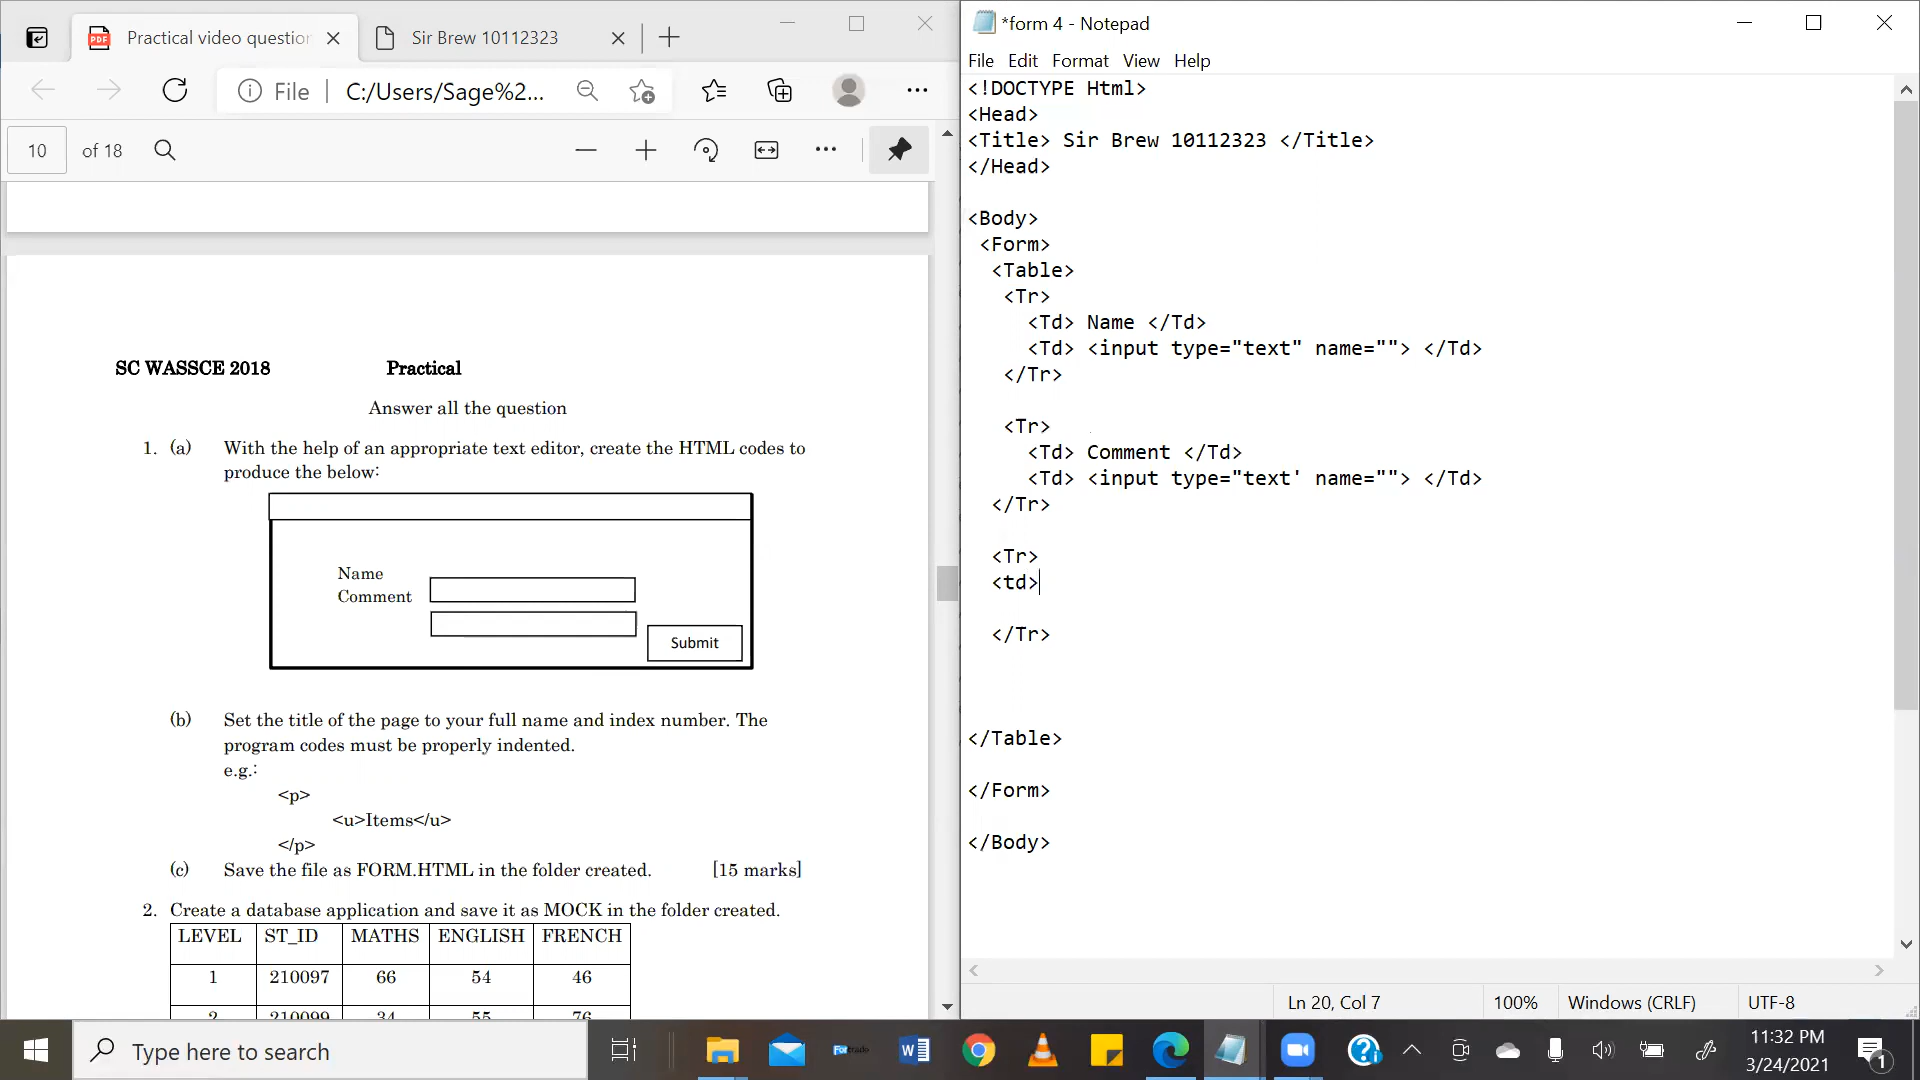 Practical video question
Sir Brew 10112323
File
C:/Users/Sage%2...
10
of 18
SC WASSCE 2018 Practical
Answer all the question
1. (a) With the help of an appropriate text editor, create the HTML codes to
produce the below:
Name
Comment
Submit
(b) Set the title of the page to your full name and index number. The
program codes must be properly indented.
e.g.:
<p>
<u>Items</u>
</p>
(c) Save the file as FORM.HTML in the folder created. [15 marks]
2. Create a database application and save it as MOCK in the folder created.
LEVEL ST_ID MATHS ENGLISH FRENCH
1 210097 66 54 46
2 210099 34 55 76
*form 4 - Notepad
File Edit Format View Help
<!DOCTYPE Html>
<Head>
<Title> Sir Brew 10112323 </Title>
</Head>
<Body>
<Form>
<Table>
<Tr>
<Td> Name </Td>
<Td> <input type="text" name=""> </Td>
</Tr>
<Tr>
<Td> Comment </Td>
<Td> <input type="text' name=""> </Td>
</Tr>
<Tr>
<td>
</Tr>
</Table>
</Form>
</Body>
Ln 20, Col 7
100%
Windows (CRLF)
UTF-8
Type here to search
11:32 PM
3/24/2021
1